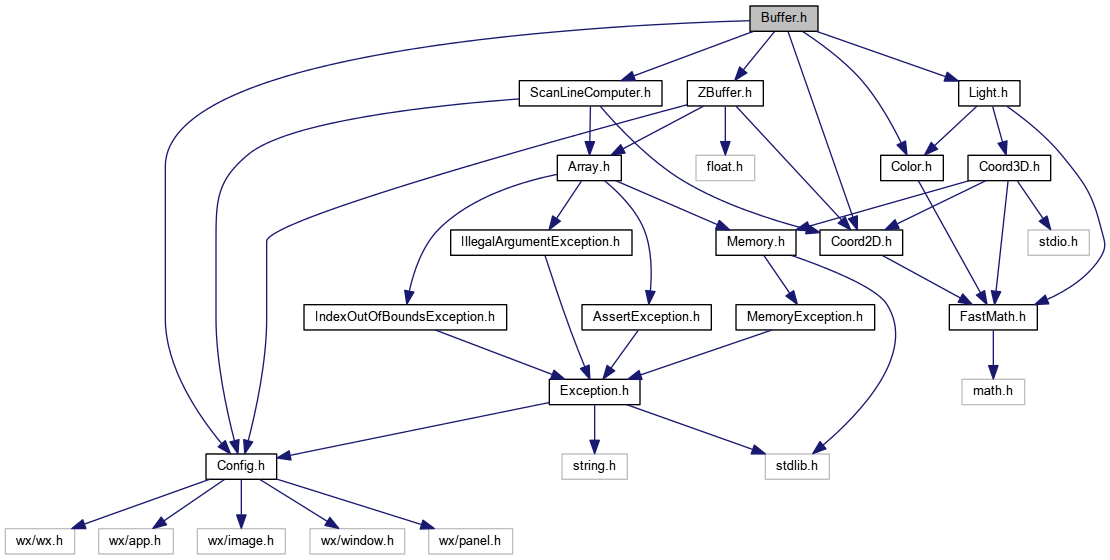 Buffer.h
ScanLineComputer.h
ZBuffer.h
Light.h
Array.h
float.h
Color.h
Coord3D.h
IllegalArgumentException.h
Memory.h
Coord2D.h
stdio.h
IndexOutOfBoundsException.h
AssertException.h
MemoryException.h
FastMath.h
Exception.h
math.h
Config.h
string.h
stdlib.h
wx/wx.h
wx/app.h
wx/image.h
wx/window.h
wx/panel.h